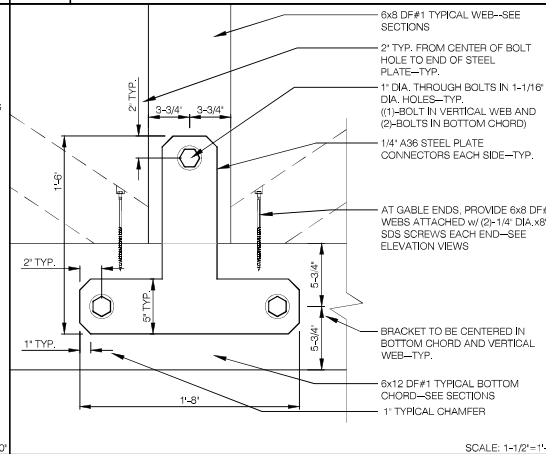 6x8 DF#1 TYPICAL WEB--SEE
SECTIONS
2" TYP. FROM CENTER OF BOLT
HOLE TO END OF STEEL
PLATE--TYP.
1" DIA. THROUGH BOLTS IN 1-1/16"
DIA. HOLES--TYP.
((1)-BOLT IN VERTICAL WEB AND
(2)-BOLTS IN BOTTOM CHORD)
1/4" A36 STEEL PLATE
CONNECTORS EACH SIDE--TYP.
AT GABLE ENDS, PROVIDE 6x8 DF#
WEBS ATTACHED w/ (2)-1/4" DIA.x8"
SDS SCREWS EACH END--SEE
ELEVATION VIEWS
BRACKET TO BE CENTERED IN
BOTTOM CHORD AND VERTICAL
WEB--TYP.
6x12 DF#1 TYPICAL BOTTOM
CHORD--SEE SECTIONS
1" TYPICAL CHAMFER
2" TYP.
3-3/4"
3-3/4"
1'-6"
2" TYP.
5" TYP.
5-3/4"
5-3/4"
1" TYP.
1'-8"
0"
SCALE: 1-1/2"=1'-